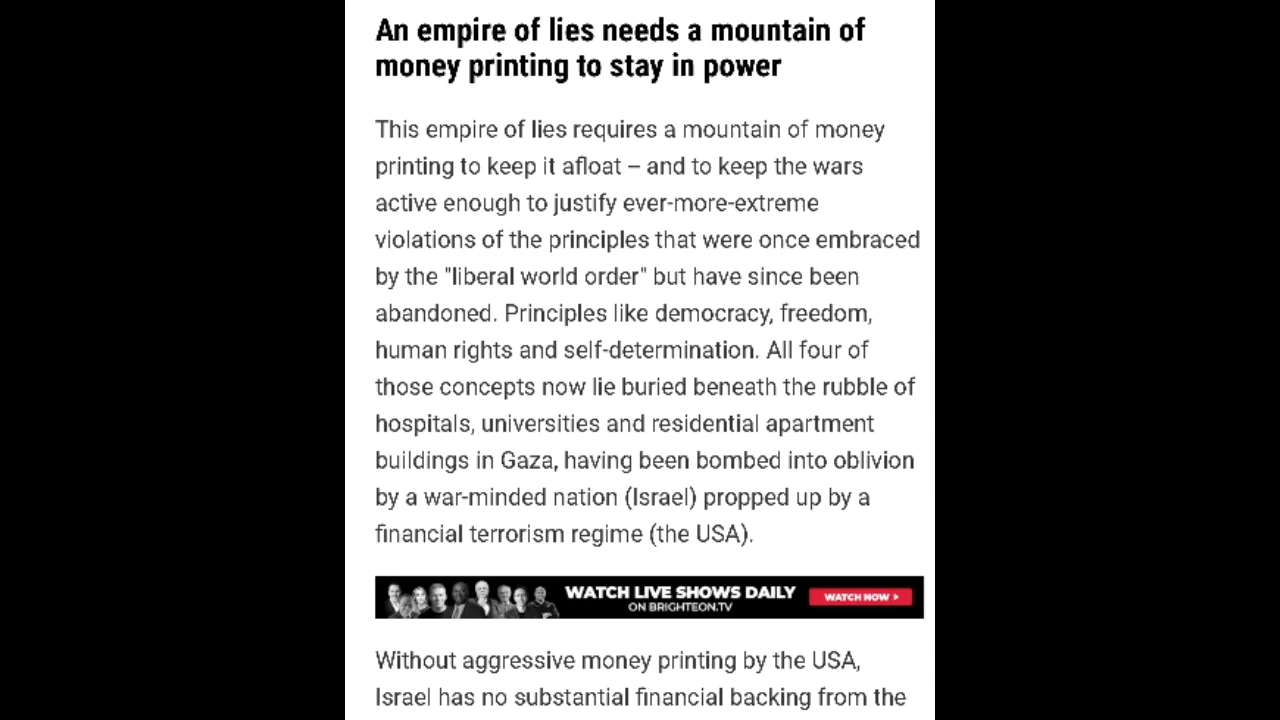 An empire of lies needs a mountain of
money printing to stay in power
This empire of lies requires a mountain of money
printing to keep it afloat – and to keep the wars
active enough to justify ever-more-extreme
violations of the principles that were once embraced
by the "liberal world order" but have since been
abandoned. Principles like democracy, freedom,
human rights and self-determination. All four of
those concepts now lie buried beneath the rubble of
hospitals, universities and residential apartment
buildings in Gaza, having been bombed into oblivion
by a war-minded nation (Israel) propped up by a
financial terrorism regime (the USA).
WATCH LIVE SHOWS DAILY
ON BRIGHTEON.TV
WATCH NOW
Without aggressive money printing by the USA,
Israel has no substantial financial backing from the